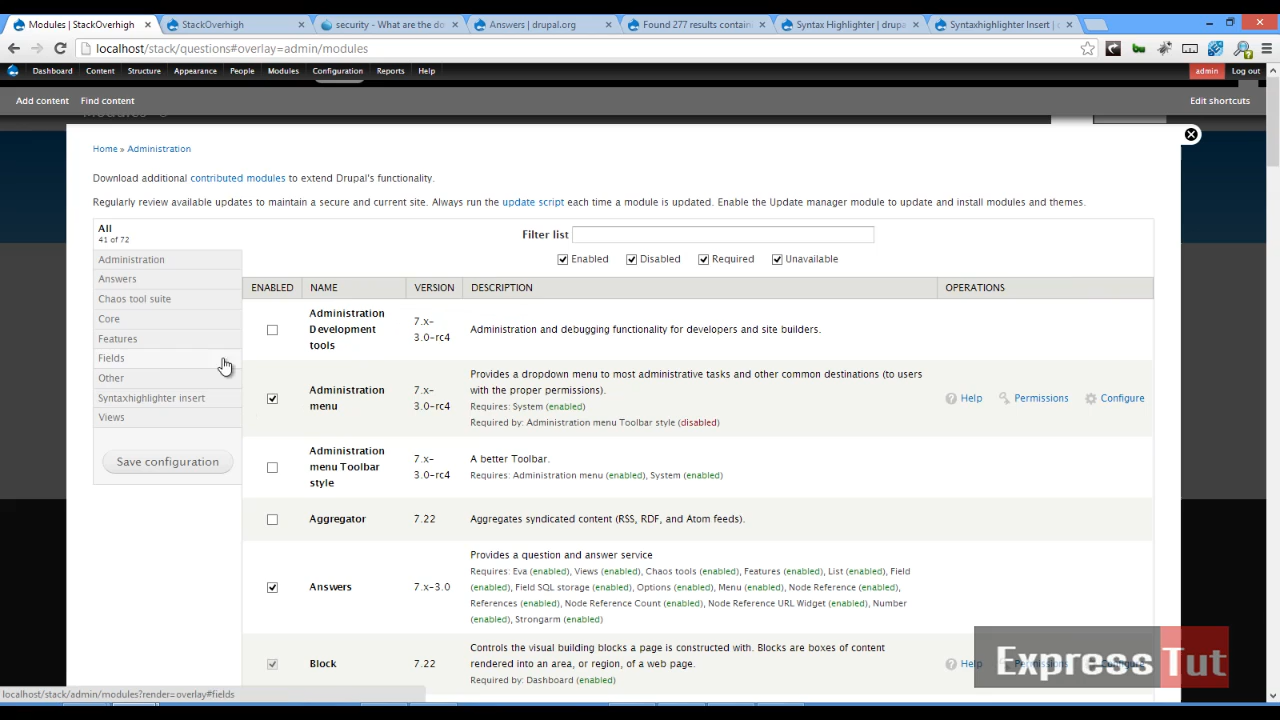 Modules | StackOverhigh
StackOverhigh
security - What are the do
Answers | drupal.org
Found 277 results contain
Syntax Highlighter | drupa
Syntaxhighlighter Insert |
localhost/stack/questions#overlay=admin/modules
Dashboard Content Structure Appearance People Modules Configuration Reports Help admin Log out
Add content Find content Edit shortcuts
Home » Administration
Download additional contributed modules to extend Drupal's functionality.
Regularly review available updates to maintain a secure and current site. Always run the update script each time a module is updated. Enable the Update manager module to update and install modules and themes.
All
41 of 72
Administration
Answers
Chaos tool suite
Core
Features
Fields
Other
Syntaxhighlighter insert
Views
Save configuration
Filter list
Enabled Disabled Required Unavailable
ENABLED NAME VERSION DESCRIPTION OPERATIONS
Administration
Development
tools
7.x-
3.0-rc4
Administration and debugging functionality for developers and site builders.
Administration
menu
7.x-
3.0-rc4
Provides a dropdown menu to most administrative tasks and other common destinations (to users
with the proper permissions).
Requires: System (enabled)
Required by: Administration menu Toolbar style (disabled)
Help Permissions Configure
Administration
menu Toolbar
style
7.x-
3.0-rc4
A better Toolbar.
Requires: Administration menu (enabled), System (enabled)
Aggregator 7.22 Aggregates syndicated content (RSS, RDF, and Atom feeds).
Answers 7.x-3.0
Provides a question and answer service
Requires: Eva (enabled), Views (enabled), Chaos tools (enabled), Features (enabled), List (enabled), Field
(enabled), Field SQL storage (enabled), Options (enabled), Menu (enabled), Node Reference (enabled),
References (enabled), Node Reference Count (enabled), Node Reference URL Widget (enabled), Number
(enabled), Strongarm (enabled)
Block 7.22
Controls the visual building blocks a page is constructed with. Blocks are boxes of content
rendered into an area, or region, of a web page.
Required by: Dashboard (enabled)
Help Permissions Configure
Express Tut
localhost/stack/admin/modules?render=overlay#fields